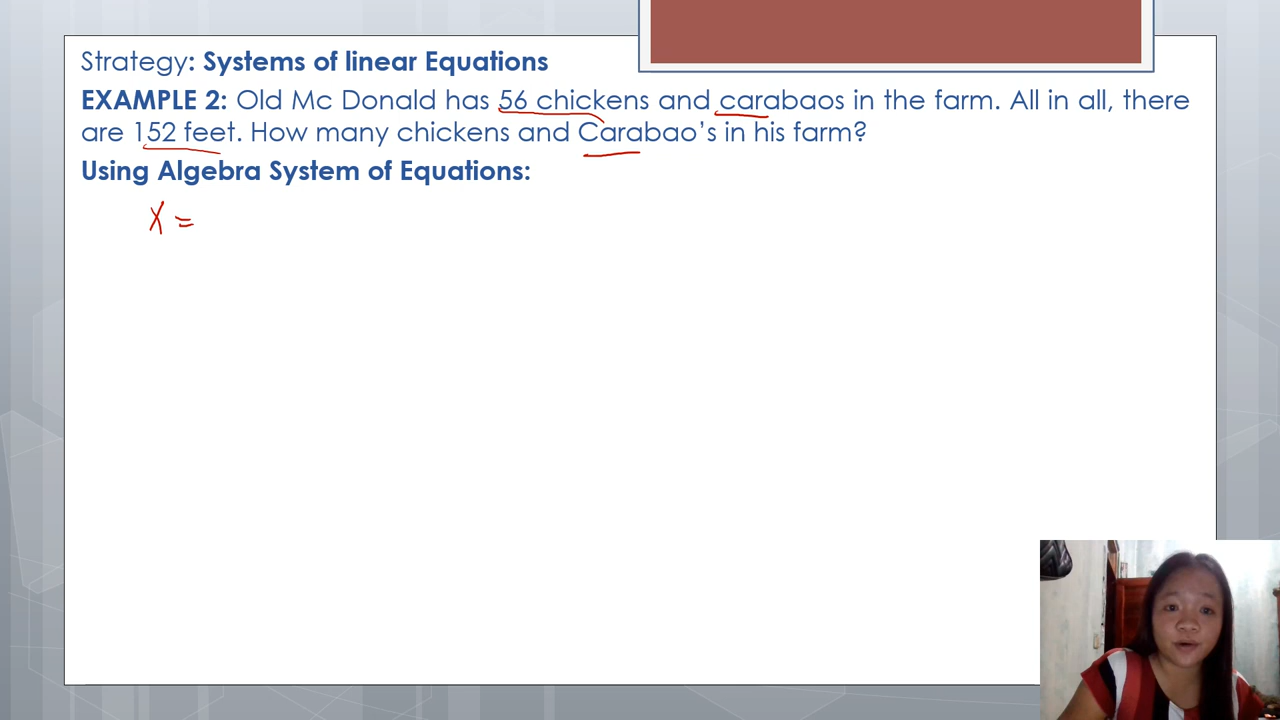 Strategy: Systems of linear Equations
EXAMPLE 2: Old Mc Donald has 56 chickens and carabaos in the farm. All in all, there
are 152 feet. How many chickens and Carabao’s in his farm?
Using Algebra System of Equations:
X =